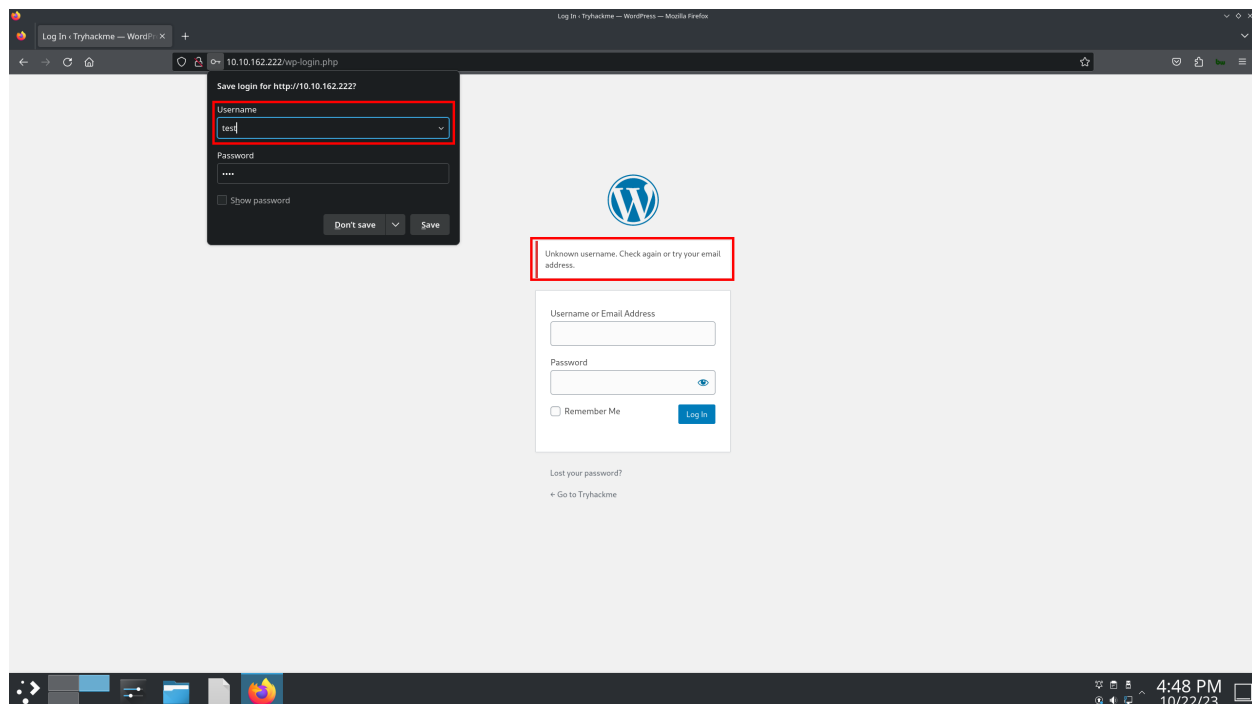 Log In ‹ Tryhackme — WordPress — Mozilla Firefox
Log In ‹ Tryhackme — WordPr
10.10.162.222/wp-login.php
Save login for http://10.10.162.222?
Username
test
Password
••••
Show password
Don't save
Save
Unknown username. Check again or try your email
address.
Username or Email Address
Password
Remember Me
Log In
Lost your password?
← Go to Tryhackme
4:48 PM
10/22/23